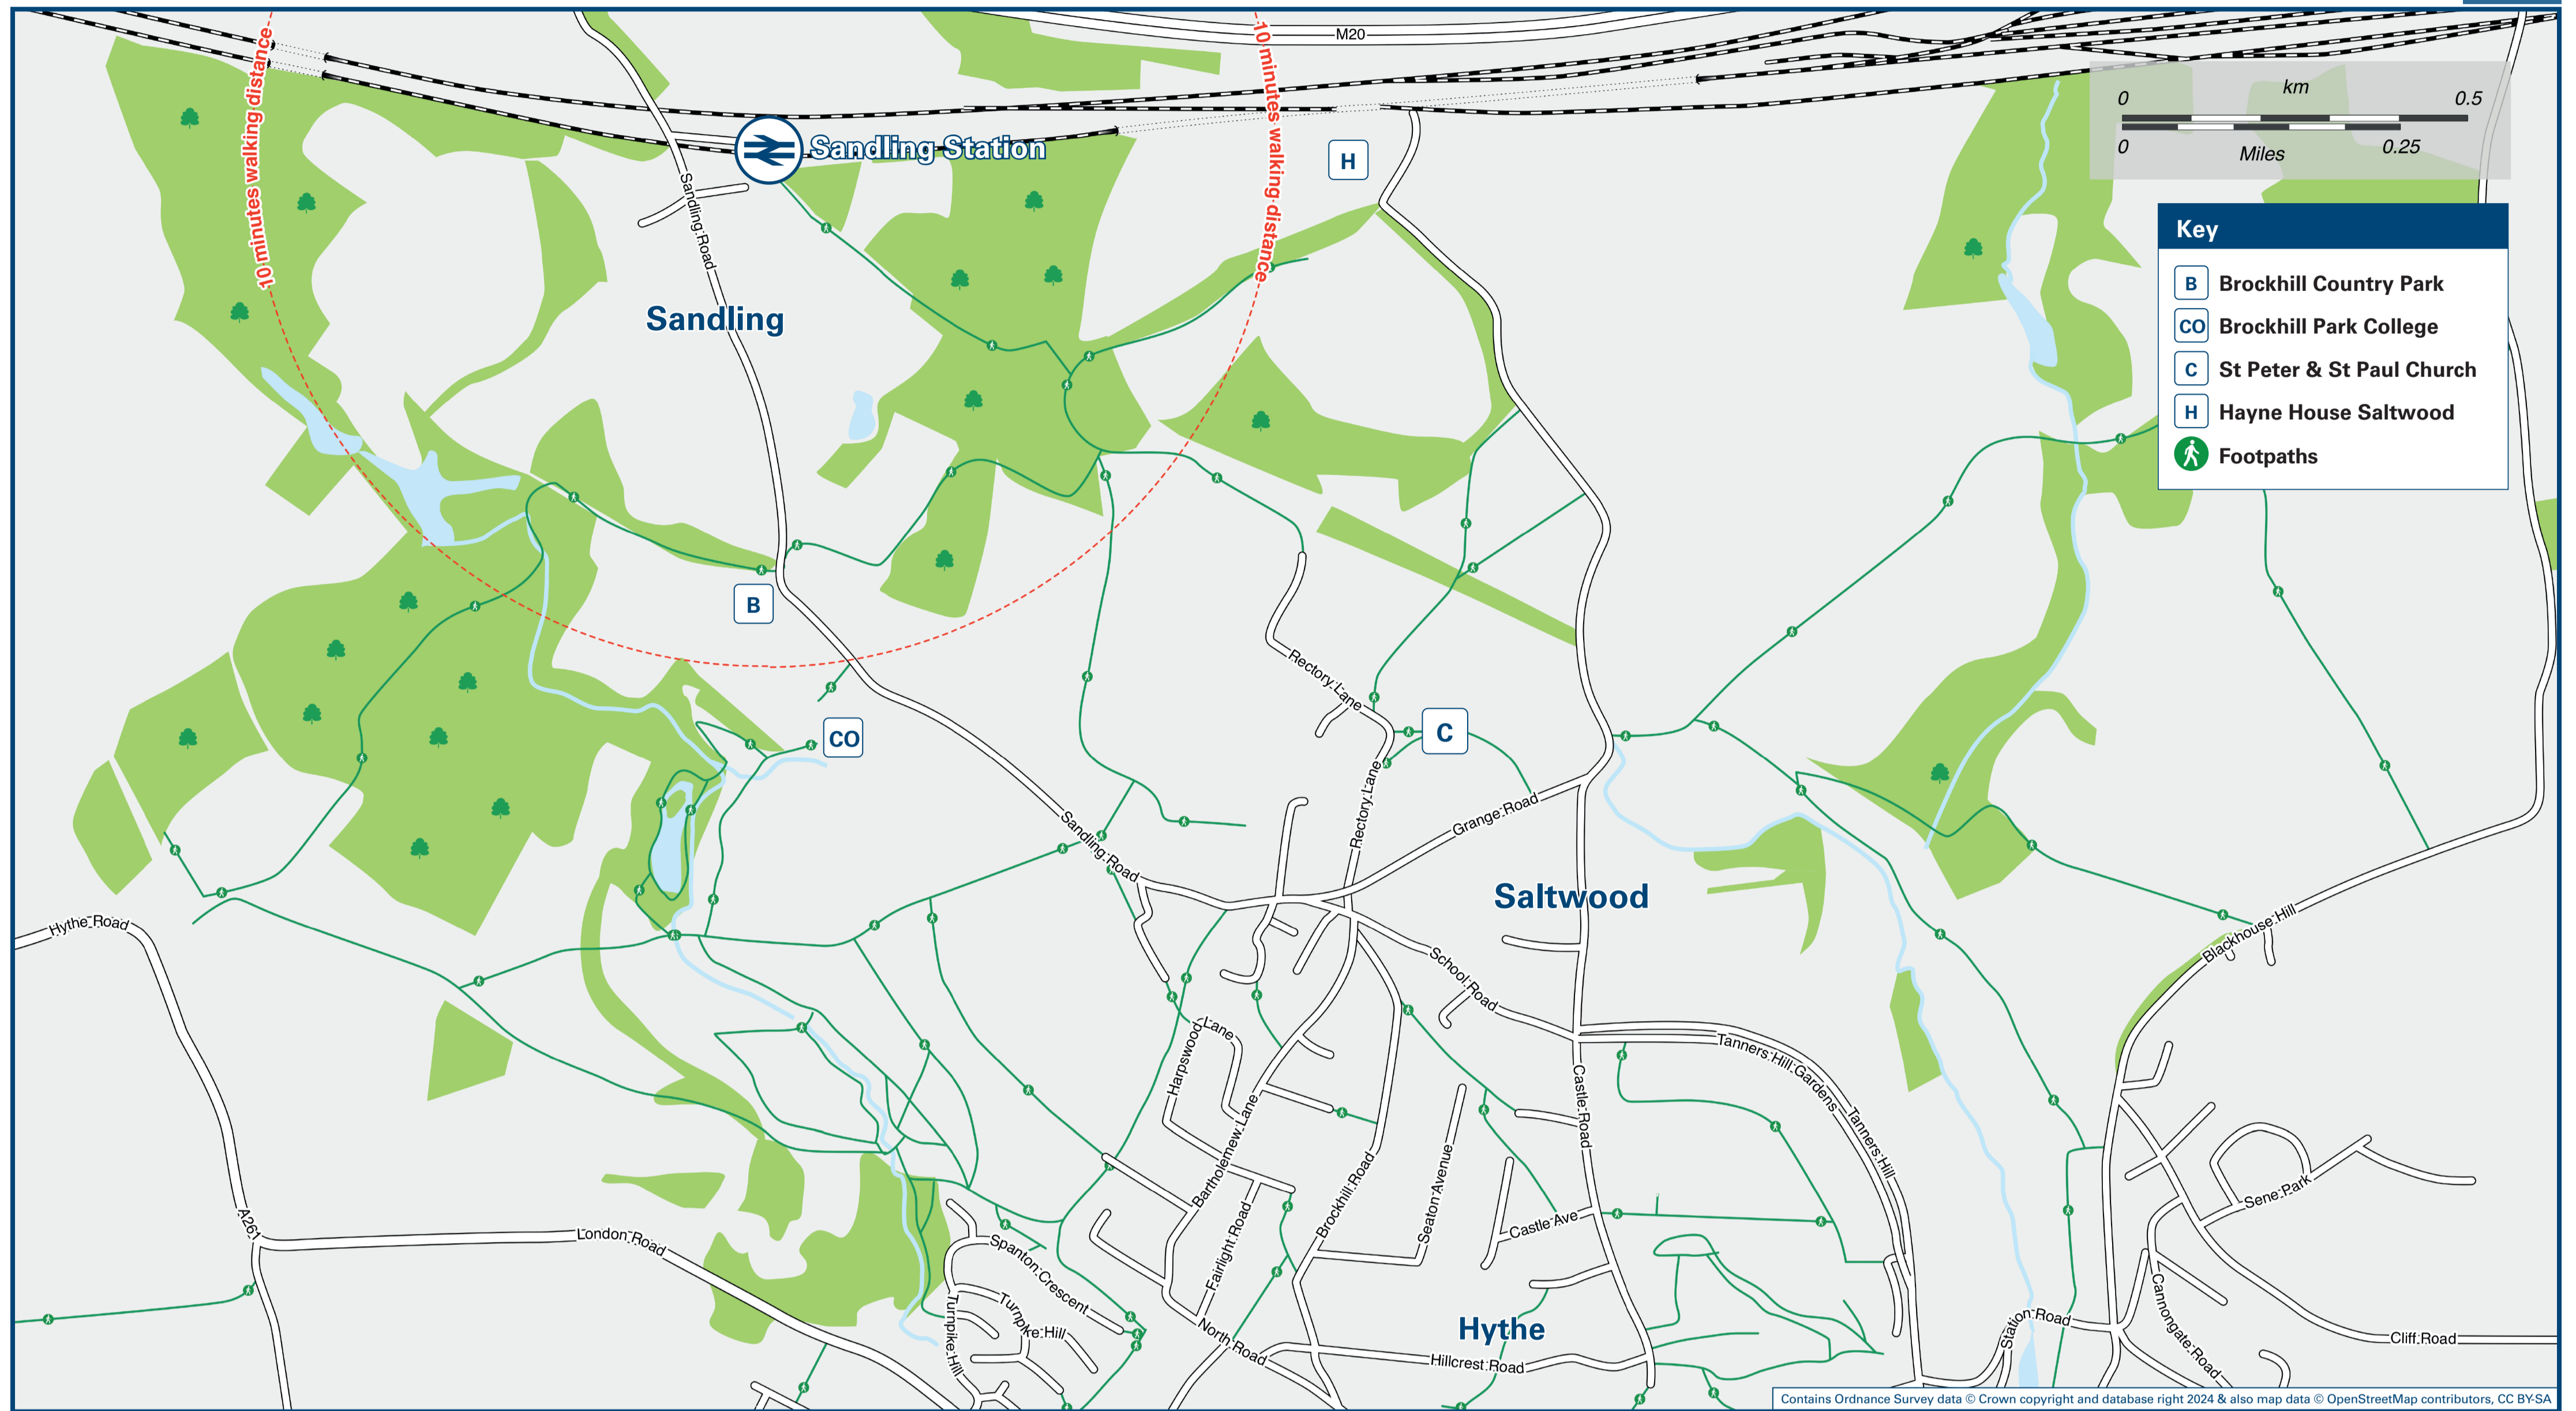 M20
10 minutes walking distance
10 minutes walking distance
km
0
0.5
0
0.25
Miles
Sandling Station
H
Sandling Road
Sandling
Key
B Brockhill Country Park
CO Brockhill Park College
C St Peter & St Paul Church
H Hayne House Saltwood
Footpaths
B
Rectory Lane
C
CO
Rectory Lane
Grange Road
Sandling Road
Saltwood
Hythe Road
Blackhouse Hill
School Road
Harpswood Lane
Tanners Hill Gardens
Tanners Hill
Castle Road
Bartholemew Lane
Brockhill Road
Seaton Avenue
Sene Park
A261
London Road
Castle Ave
Fairlight Road
Spanton Crescent
Turnpike Hill
Turnpike Hill
North Road
Hythe
Hillcrest Road
Station Road
Cannongate Road
Cliff Road
Contains Ordnance Survey data © Crown copyright and database right 2024 & also map data © OpenStreetMap contributors, CC BY-SA